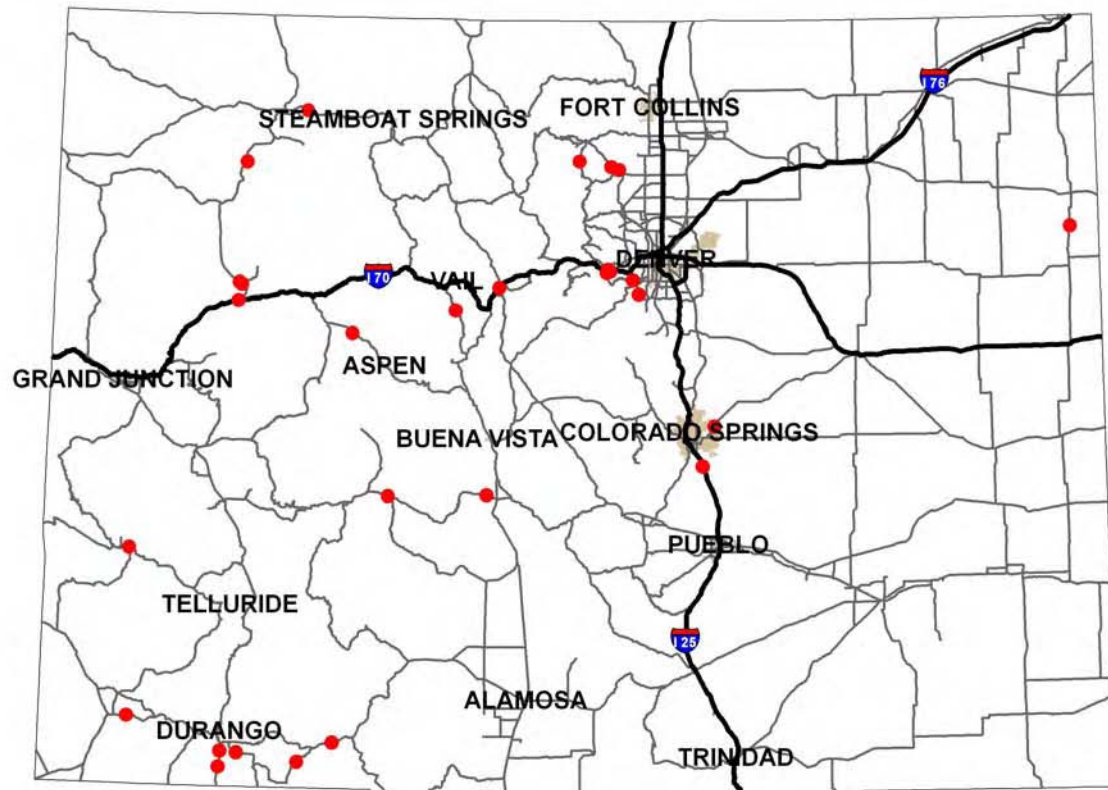 I 76
FORT COLLINS
STEAMBOAT SPRINGS
DENVER
I 70
VAIL
ASPEN
GRAND JUNCTION
BUENA VISTA
COLORADO SPRINGS
PUEBLO
TELLURIDE
I 25
ALAMOSA
DURANGO
TRINIDAD